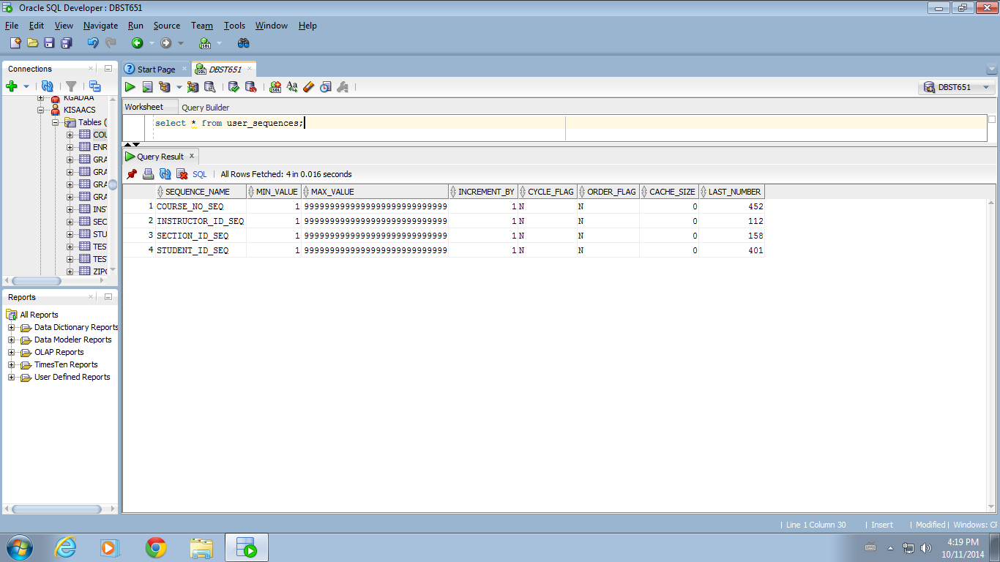 Oracle SQL Developer : DBST651
File Edit View Navigate Run Source Team Tools Window Help
Connections
Start Page
DBST651
DBST651
KGADAA
KISAACS
Tables (
COU
ENR
GRA
GRA
GRA
GRA
INS
SEC
STU
TES
TES
ZIPC
Worksheet Query Builder
select * from user_sequences;
Query Result
SQL | All Rows Fetched: 4 in 0.016 seconds
SEQUENCE_NAME MIN_VALUE MAX_VALUE INCREMENT_BY CYCLE_FLAG ORDER_FLAG CACHE_SIZE LAST_NUMBER
1 COURSE_NO_SEQ 1 9999999999999999999999999999 1 N N 0 452
2 INSTRUCTOR_ID_SEQ 1 9999999999999999999999999999 1 N N 0 112
3 SECTION_ID_SEQ 1 9999999999999999999999999999 1 N N 0 158
4 STUDENT_ID_SEQ 1 9999999999999999999999999999 1 N N 0 401
Reports
All Reports
Data Dictionary Reports
Data Modeler Reports
OLAP Reports
TimesTen Reports
User Defined Reports
| Line 1 Column 30 | Insert | Modified | Windows: CF
4:19 PM
10/11/2014